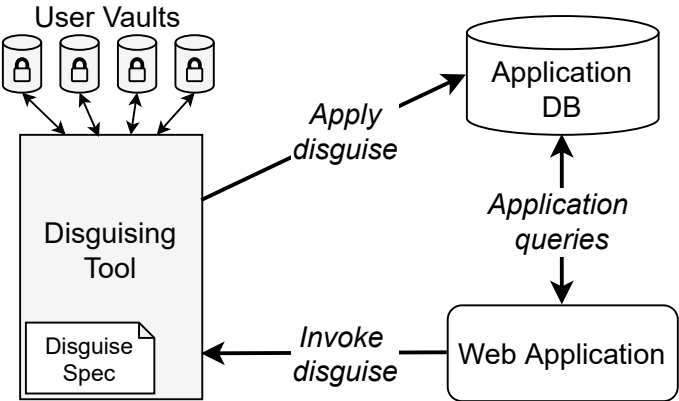 User Vaults
Application
DB
Apply
disguise
Application
queries
Disguising
Tool
Disguise
Spec
Invoke
disguise
Web Application